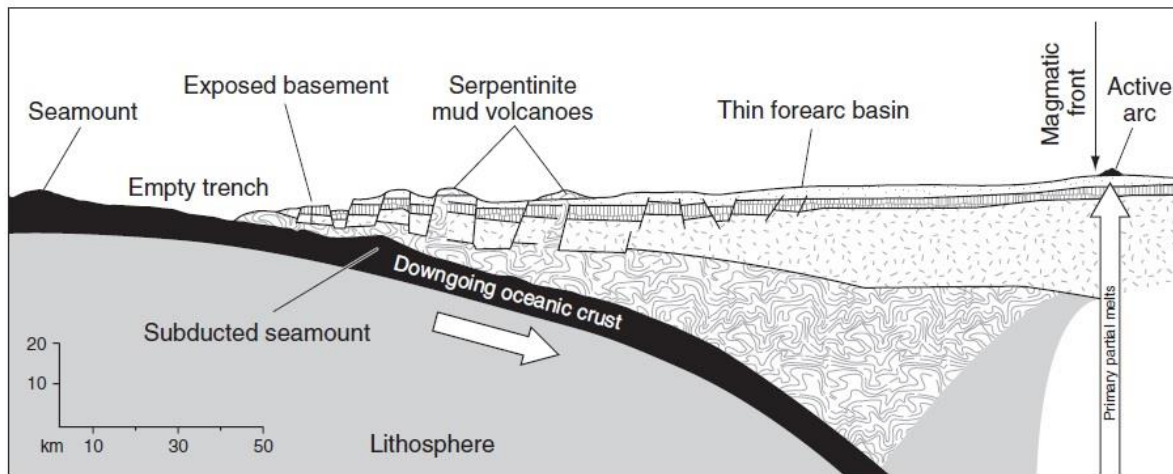 Seamount
Exposed basement
Empty trench
Serpentinite
mud volcanoes
Thin forearc basin
Magmatic
front
Active
arc
Downgoing oceanic crust
Subducted seamount
Primary partial melts
20
10
km 10 30 50
Lithosphere